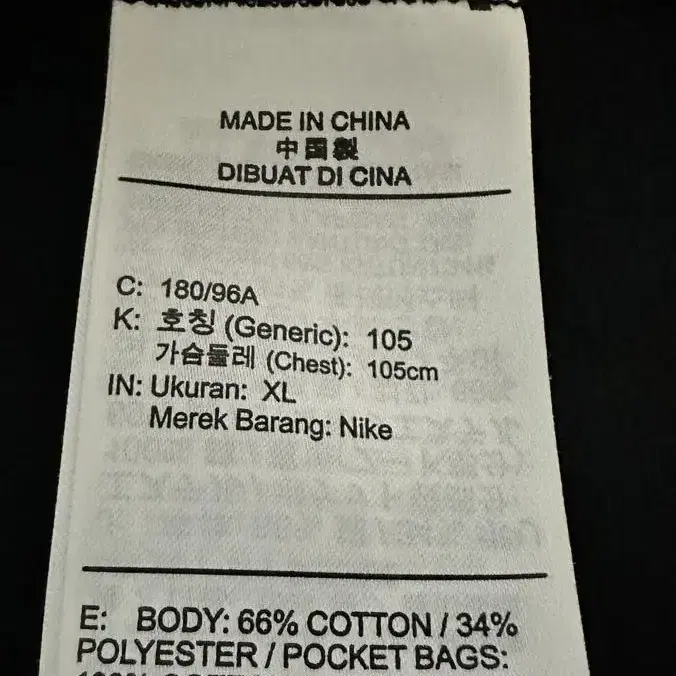 MADE IN CHINA
中国製
DIBUAT DI CINA
C: 180/96A
K: 호칭 (Generic): 105
가슴둘레 (Chest): 105cm
IN: Ukuran: XL
Merek Barang: Nike
E: BODY: 66% COTTON / 34%
POLYESTER / POCKET BAGS: